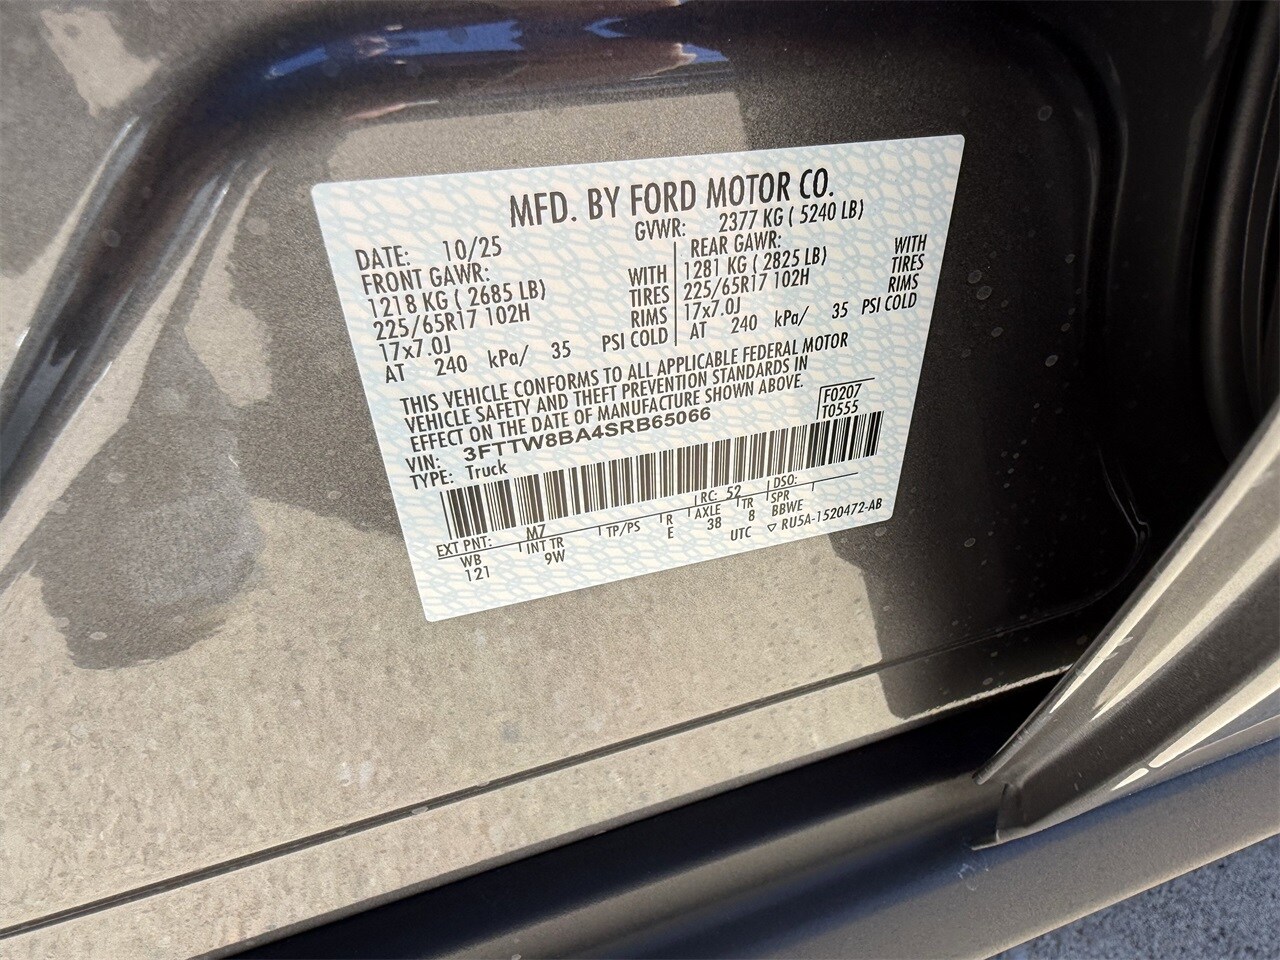 MFD. BY FORD MOTOR CO.
DATE: 10/25 GVWR: 2377 KG ( 5240 LB)
FRONT GAWR: WITH
1218 KG ( 2685 LB) TIRES
225/65R17 102H RIMS
17x7.0J
AT 240 kPa/ 35 PSI COLD
REAR GAWR: WITH
1281 KG ( 2825 LB) TIRES
225/65R17 102H RIMS
17x7.0J
AT 240 kPa/ 35 PSI COLD
THIS VEHICLE CONFORMS TO ALL APPLICABLE FEDERAL MOTOR
VEHICLE SAFETY AND THEFT PREVENTION STANDARDS IN
EFFECT ON THE DATE OF MANUFACTURE SHOWN ABOVE.
VIN: 3FTTW8BA4SRB65066
TYPE: Truck
F0207
T0555
EXT PNT: M7 RC: 52 DSO:
WB INT TR TP/PS R AXLE TR SPR
121 9W E 38 8 BBWE
UTC ▽ RU5A-1520472-AB